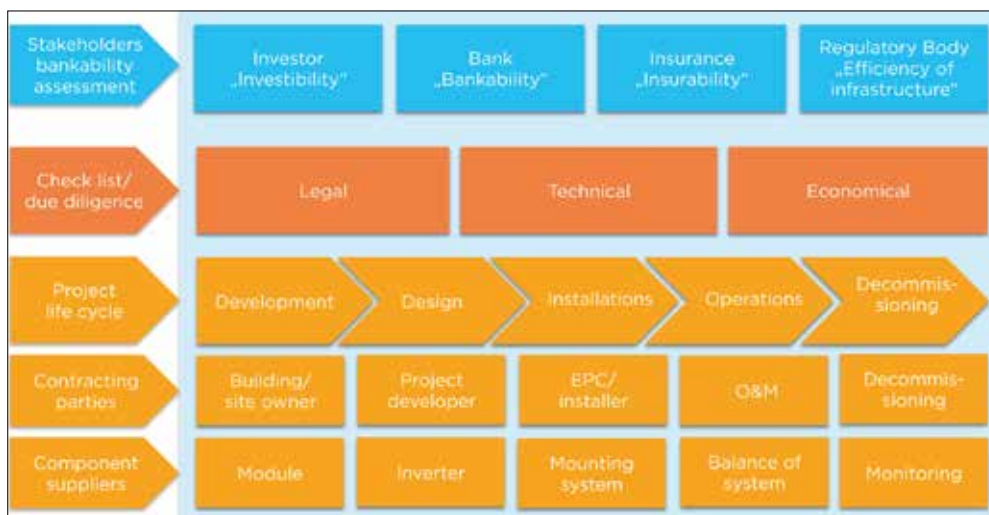 Stakeholders
bankability
assessment
Investor
„Investibility“
Bank
„Bankability“
Insurance
„Insurability“
Regulatory Body
„Efficiency of
infrastructure“
Check list/
due diligence
Legal
Technical
Economical
Project
life cycle
Development
Design
Installations
Operations
Decommis-
sioning
Contracting
parties
Building/
site owner
Project
developer
EPC/
installer
O&M
Decommis-
sioning
Component
suppliers
Module
Inverter
Mounting
system
Balance of
system
Monitoring